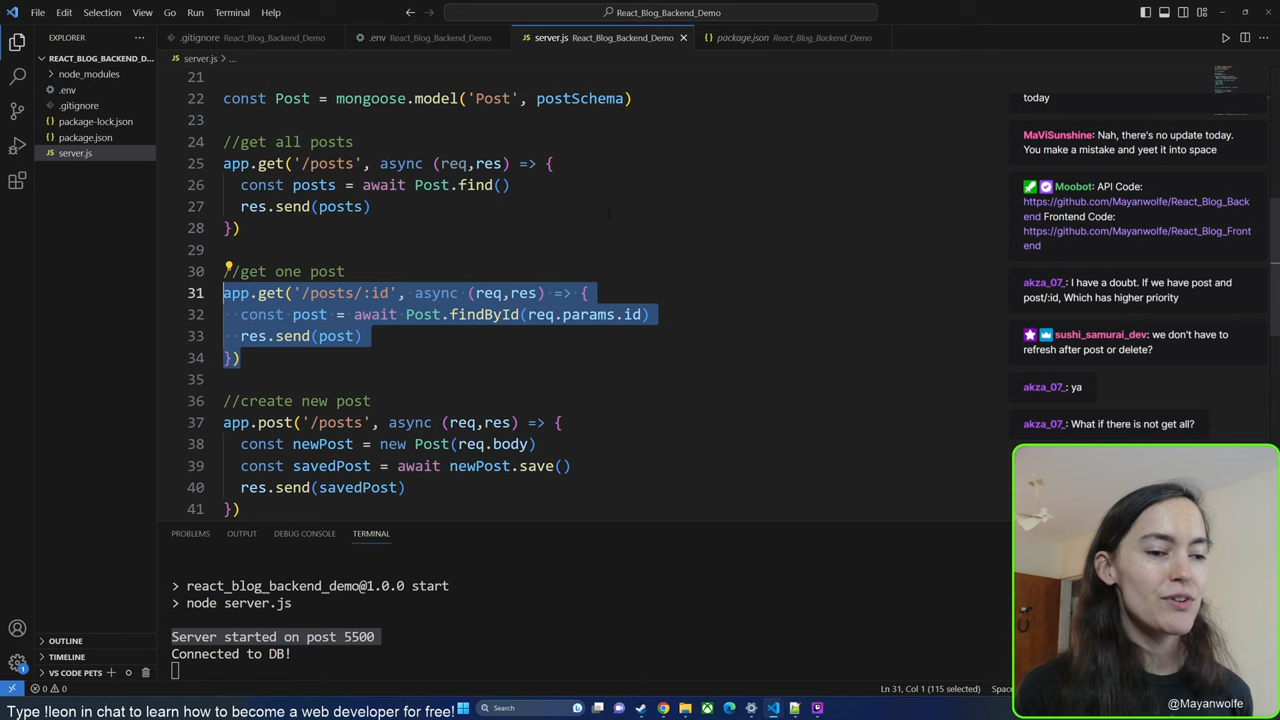 File Edit Selection View Go Run Terminal Help
React_Blog_Backend_Demo
EXPLORER
.gitignore React_Blog_Backend_Demo
.env React_Blog_Backend_Demo
server.js React_Blog_Backend_Demo
package.json React_Blog_Backend_Demo
REACT_BLOG_BACKEND_D...
node_modules
.env
.gitignore
package-lock.json
package.json
server.js
server.js > ...
21
22 const Post = mongoose.model('Post', postSchema)
23
24 //get all posts
25 app.get('/posts', async (req,res) => {
26 const posts = await Post.find()
27 res.send(posts)
28 })
29
30 //get one post
31 app.get('/posts/:id', async (req,res) => {
32 const post = await Post.findById(req.params.id)
33 res.send(post)
34 })
35
36 //create new post
37 app.post('/posts', async (req,res) => {
38 const newPost = new Post(req.body)
39 const savedPost = await newPost.save()
40 res.send(savedPost)
41 })
today
MaViSunshine: Nah, there's no update today.
You make a mistake and yeet it into space
Moobot: API Code:
https://github.com/Mayanwolfe/React_Blog_Back
end Frontend Code:
https://github.com/Mayanwolfe/React_Blog_Front
end
akza_07_: I have a doubt. If we have post and
post/:id, Which has higher priority
sushi_samurai_dev: we don't have to
refresh after post or delete?
akza_07_: ya
akza_07_: What if there is not get all?
PROBLEMS OUTPUT DEBUG CONSOLE TERMINAL
> react_blog_backend_demo@1.0.0 start
> node server.js
Server started on post 5500
Connected to DB!
OUTLINE
TIMELINE
VS CODE PETS
1
0 0
Ln 31, Col 1 (115 selected) Spac
@Mayanwolfe
Type !leon in chat to learn how to become a web developer for free!
Search